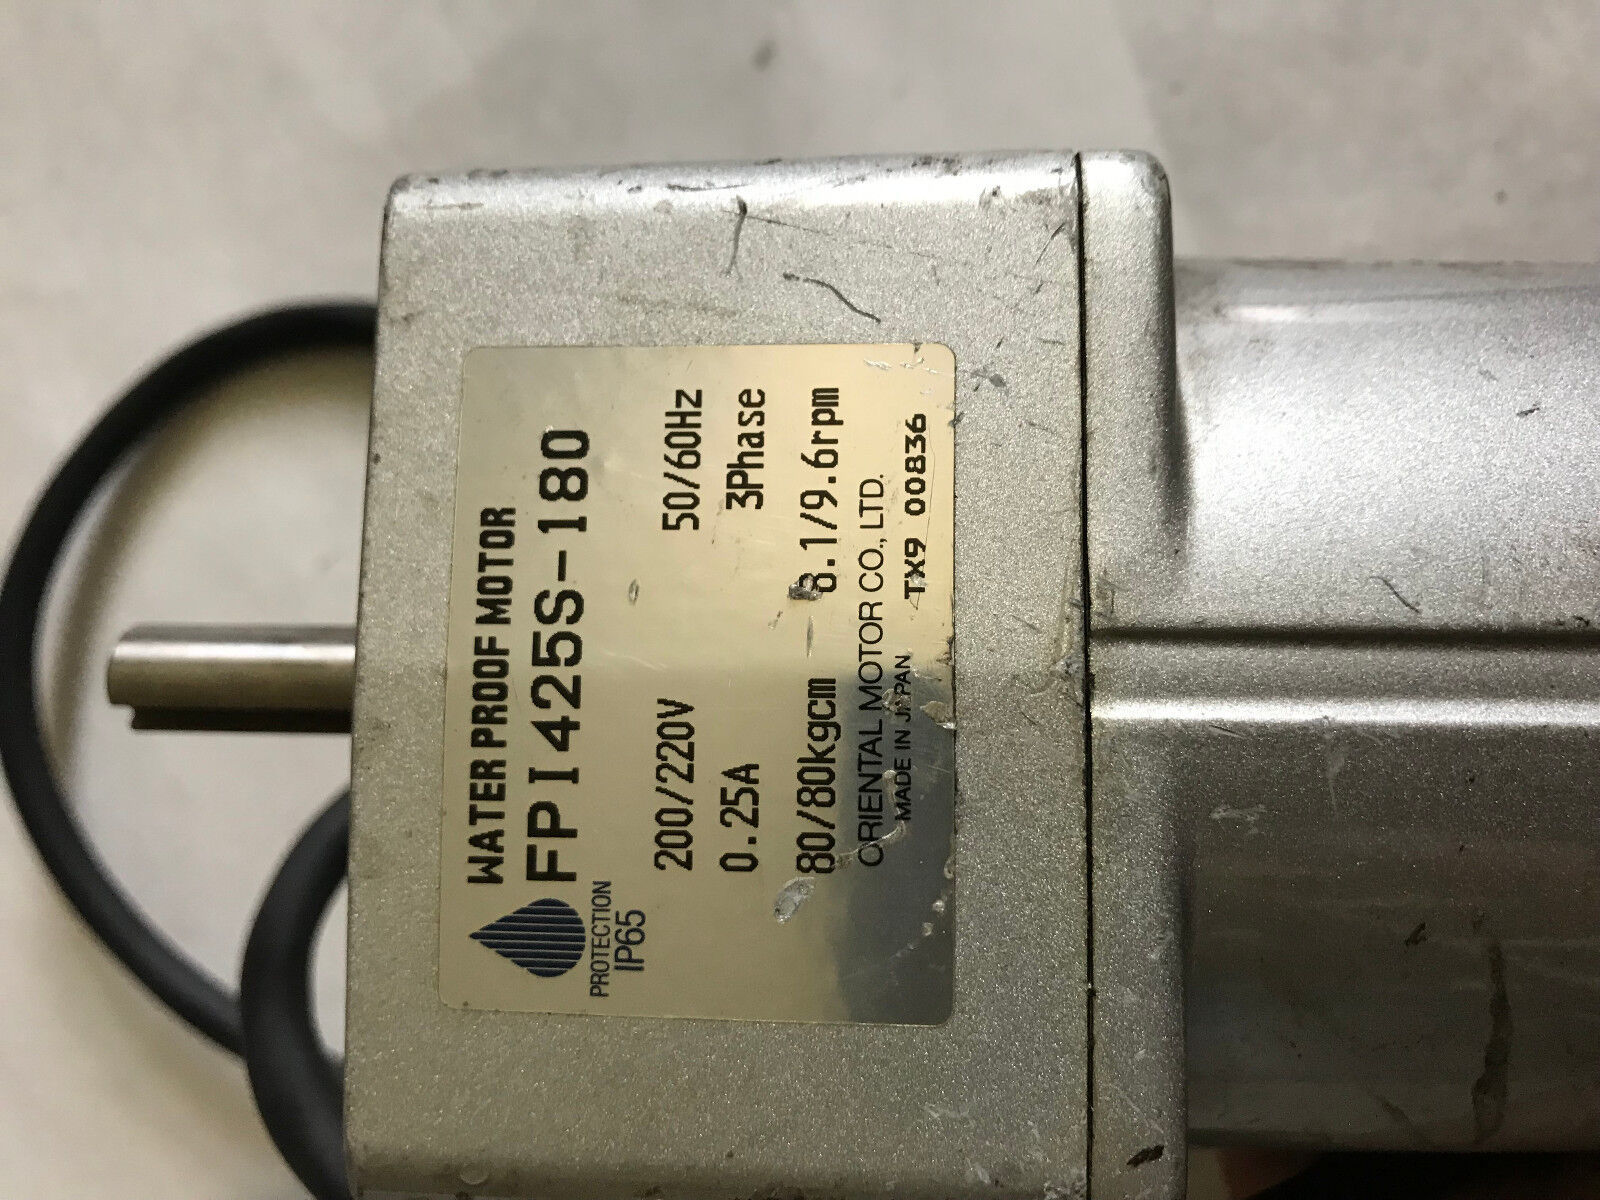 WATER PROOF MOTOR
FPI425S-180
PROTECTION
IP65
200/220V 50/60Hz
0.25A 3Phase
80/80kgcm 8.1/9.6rpm
ORIENTAL MOTOR CO., LTD.
MADE IN JAPAN TX9 00836